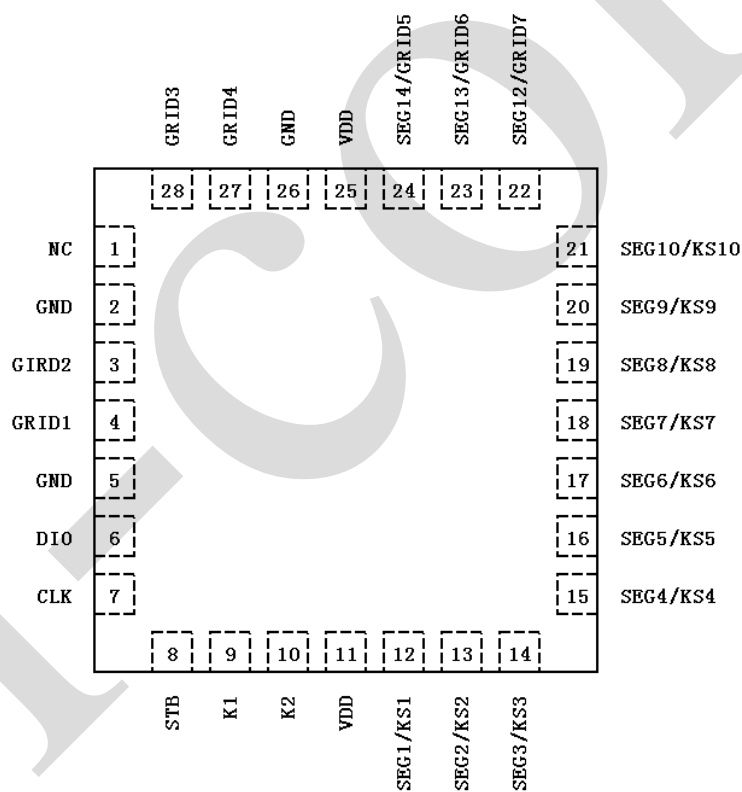 GRID3
GRID4
GND
VDD
SEG14/GRID5
SEG13/GRID6
SEG12/GRID7
28 27 26 25 24 23 22
NC 1 21 SEG10/KS10
GND 2 20 SEG9/KS9
GIRD2 3 19 SEG8/KS8
GRID1 4 18 SEG7/KS7
GND 5 17 SEG6/KS6
DIO 6 16 SEG5/KS5
CLK 7 15 SEG4/KS4
8 9 10 11 12 13 14
STB
K1
K2
VDD
SEG1/KS1
SEG2/KS2
SEG3/KS3